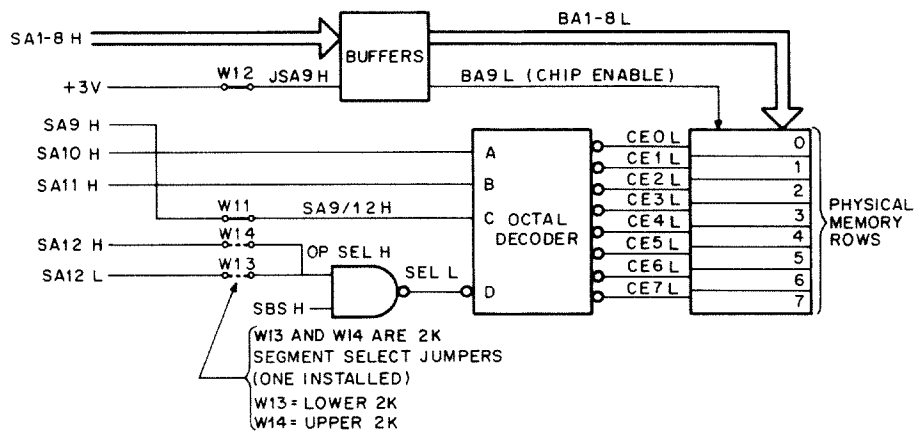 BA1-8 L
SA1-8 H
BUFFERS
W12
JSA9 H
BA9 L (CHIP ENABLE)
+3V
SA9 H
SA10 H
SA11 H
A
B
C
D
OCTAL
DECODER
CE0 L
CE1 L
CE2 L
CE3 L
CE4 L
CE5 L
CE6 L
CE7 L
0
1
2
3
4
5
6
7
PHYSICAL
MEMORY
ROWS
W11
SA9/12 H
SA12 H
W14
OP SEL H
SA12 L
W13
SEL L
SBS H
W13 AND W14 ARE 2K
SEGMENT SELECT JUMPERS
(ONE INSTALLED)
W13 = LOWER 2K
W14 = UPPER 2K